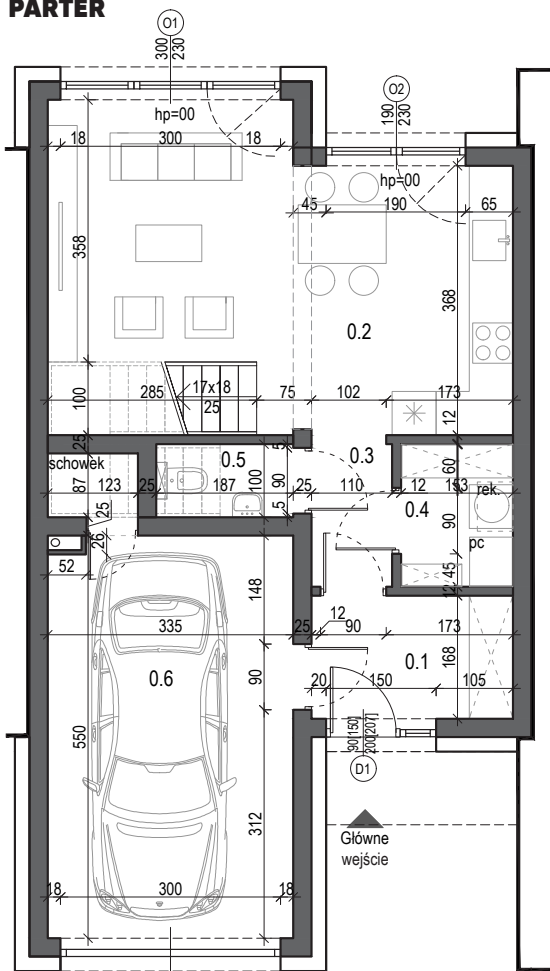 PARTER
O1
300
230
O2
190
230
hp=00
18 300 18
hp=00
45 190 65
358
368
0.2
285 17x18 75 102 173
25
100
12
25
schowek
0.5
5
0.3
60
87
123 25 187 100 90 25 110 12 153
rek.
25
5
0.4
90
26
pc
52
148
45
12
335 25 12 90 173
0.6
90
0.1
168
20 150 105
550
90[150]
200[207]
D1
312
Główne
wejście
18 300 18